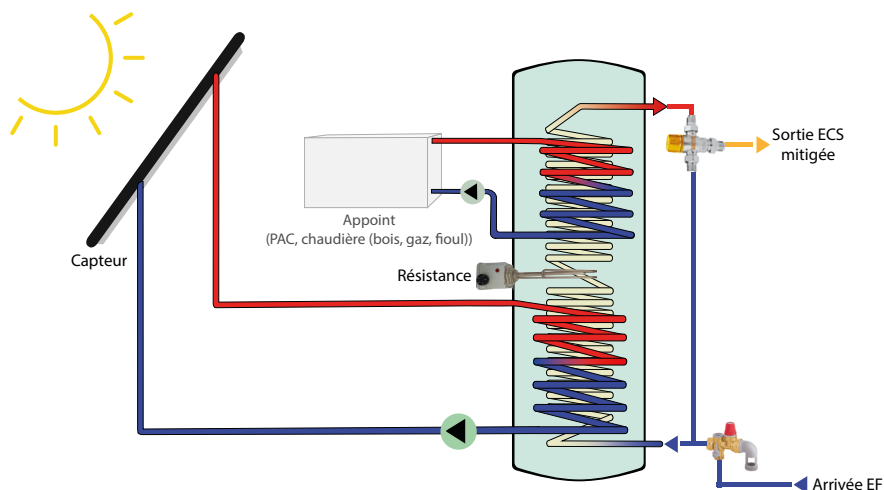 Sortie ECS
mitigée
Appoint
(PAC, chaudière (bois, gaz, fioul))
Capteur
Résistance
Arrivée EF